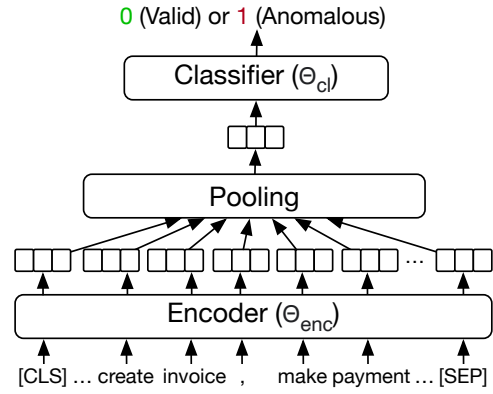 0 (Valid) or 1 (Anomalous)
Classifier (Θcl)
Pooling
...
Encoder (Θenc)
[CLS] ... create invoice , make payment ... [SEP]